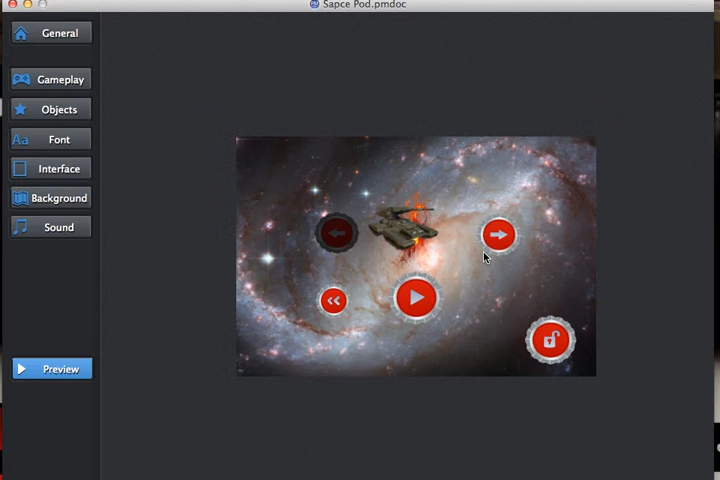 Sapce Pod.pmdoc
General
Gameplay
Objects
Aa Font
Interface
Background
Sound
Preview